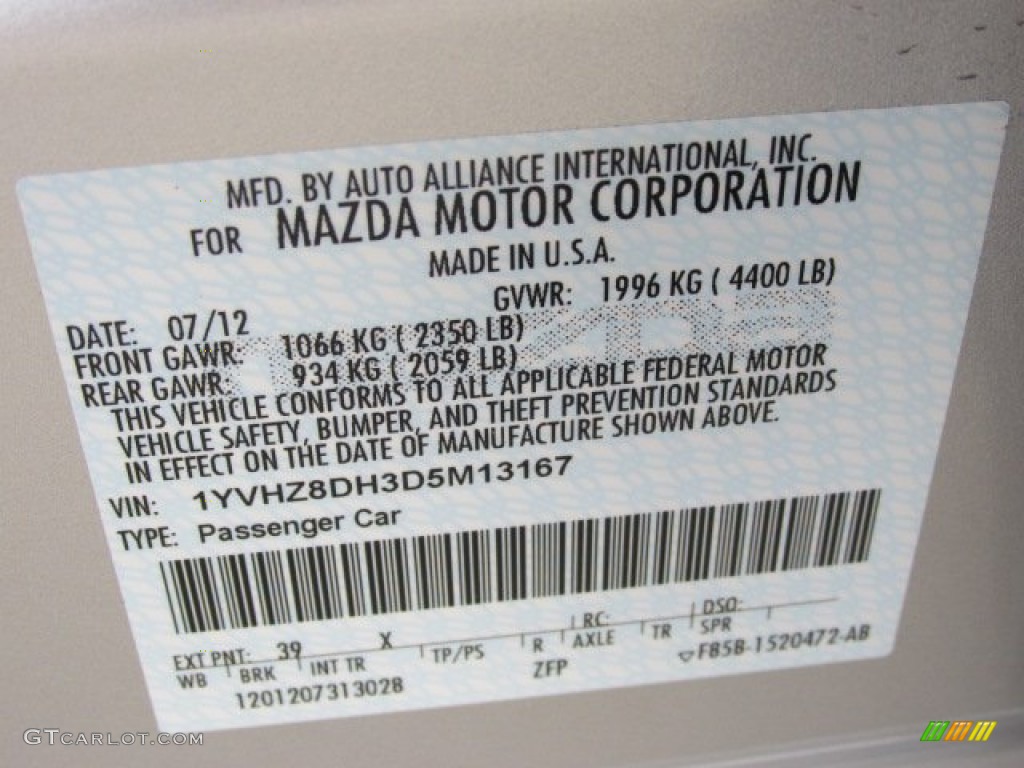 MFD. BY AUTO ALLIANCE INTERNATIONAL, INC.
FOR MAZDA MOTOR CORPORATION
MADE IN U.S.A.
DATE: 07/12 GVWR: 1996 KG ( 4400 LB)
FRONT GAWR: 1066 KG ( 2350 LB)
REAR GAWR: 934 KG ( 2059 LB)
THIS VEHICLE CONFORMS TO ALL APPLICABLE FEDERAL MOTOR
VEHICLE SAFETY, BUMPER, AND THEFT PREVENTION STANDARDS
IN EFFECT ON THE DATE OF MANUFACTURE SHOWN ABOVE.
VIN: 1YVHZ8DH3D5M13167
TYPE: Passenger Car
EXT PNT: 39 X RC: DSO:
WB BRK INT TR TP/PS R AXLE TR SPR
1201207313028 ZFP F85B-1520472-AB
GTCARLOT.COM